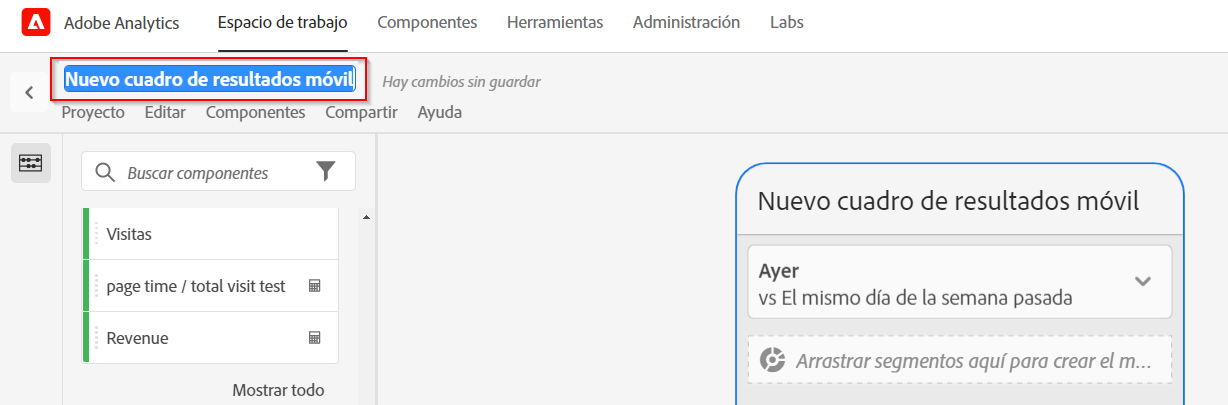 Adobe Analytics Espacio de trabajo Componentes Herramientas Administración Labs
Nuevo cuadro de resultados móvil Hay cambios sin guardar
Proyecto Editar Componentes Compartir Ayuda
Buscar componentes
Visitas
page time / total visit test
Revenue
Mostrar todo
Nuevo cuadro de resultados móvil
Ayer
vs El mismo día de la semana pasada
Arrastrar segmentos aquí para crear el m...